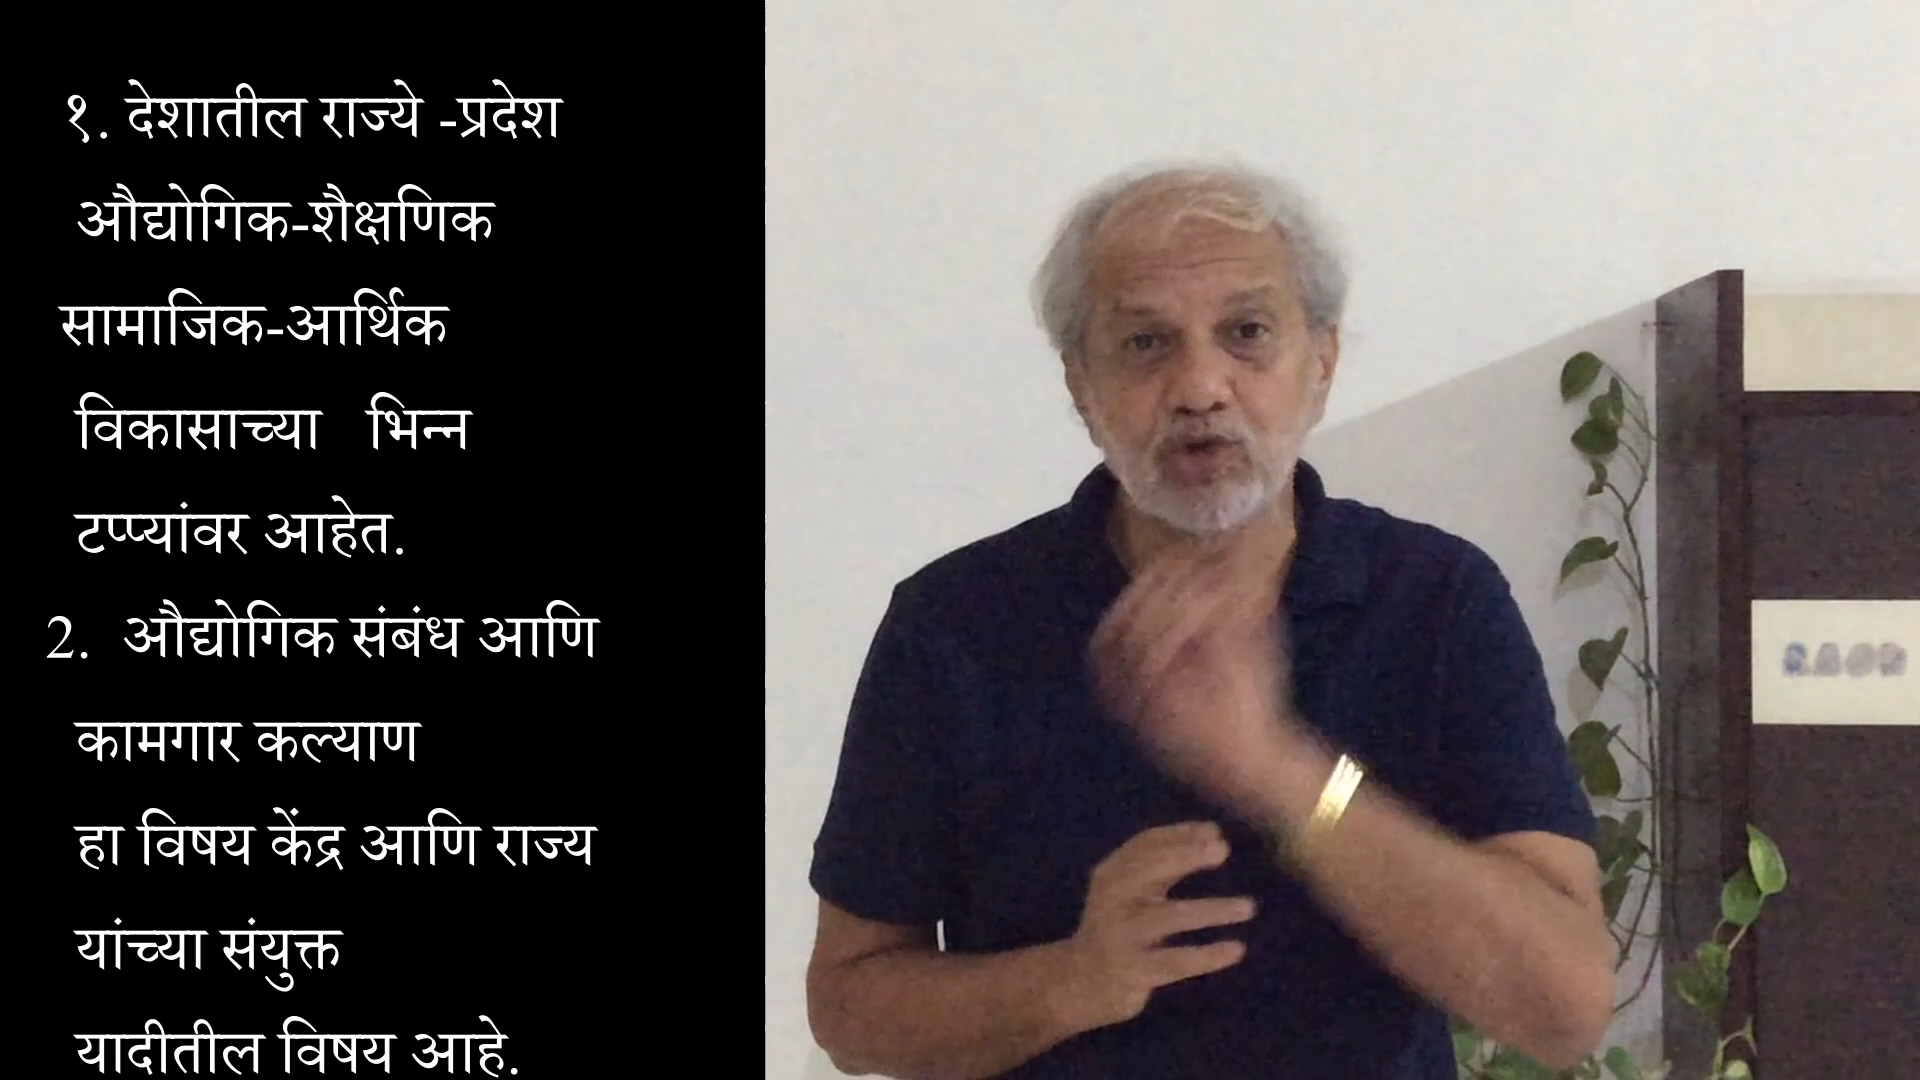 १. देशातील राज्ये -प्रदेश
औद्योगिक-शैक्षणिक
सामाजिक-आर्थिक
विकासाच्या भिन्न
टप्प्यांवर आहेत.
2. औद्योगिक संबंध आणि
कामगार कल्याण
हा विषय केंद्र आणि राज्य
यांच्या संयुक्त
यादीतील विषय आहे.